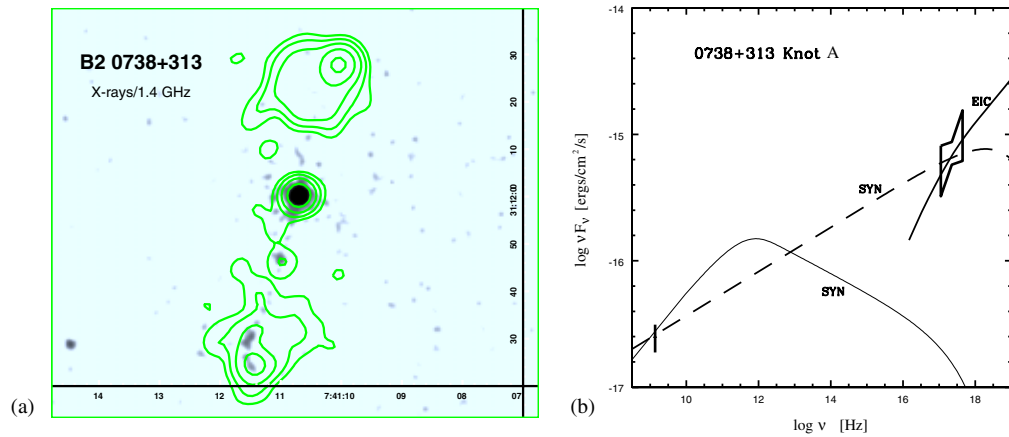 (a)
B2 0738+313
X-rays/1.4 GHz
30
20
10
31:12:00
50
40
30
14 13 12 11 7:41:10 09 08 07
(b)
0738+313 Knot A
EIC
SYN
SYN
-14
-15
-16
-17
log νFν [ergs/cm²/s]
10 12 14 16 18
log ν [Hz]